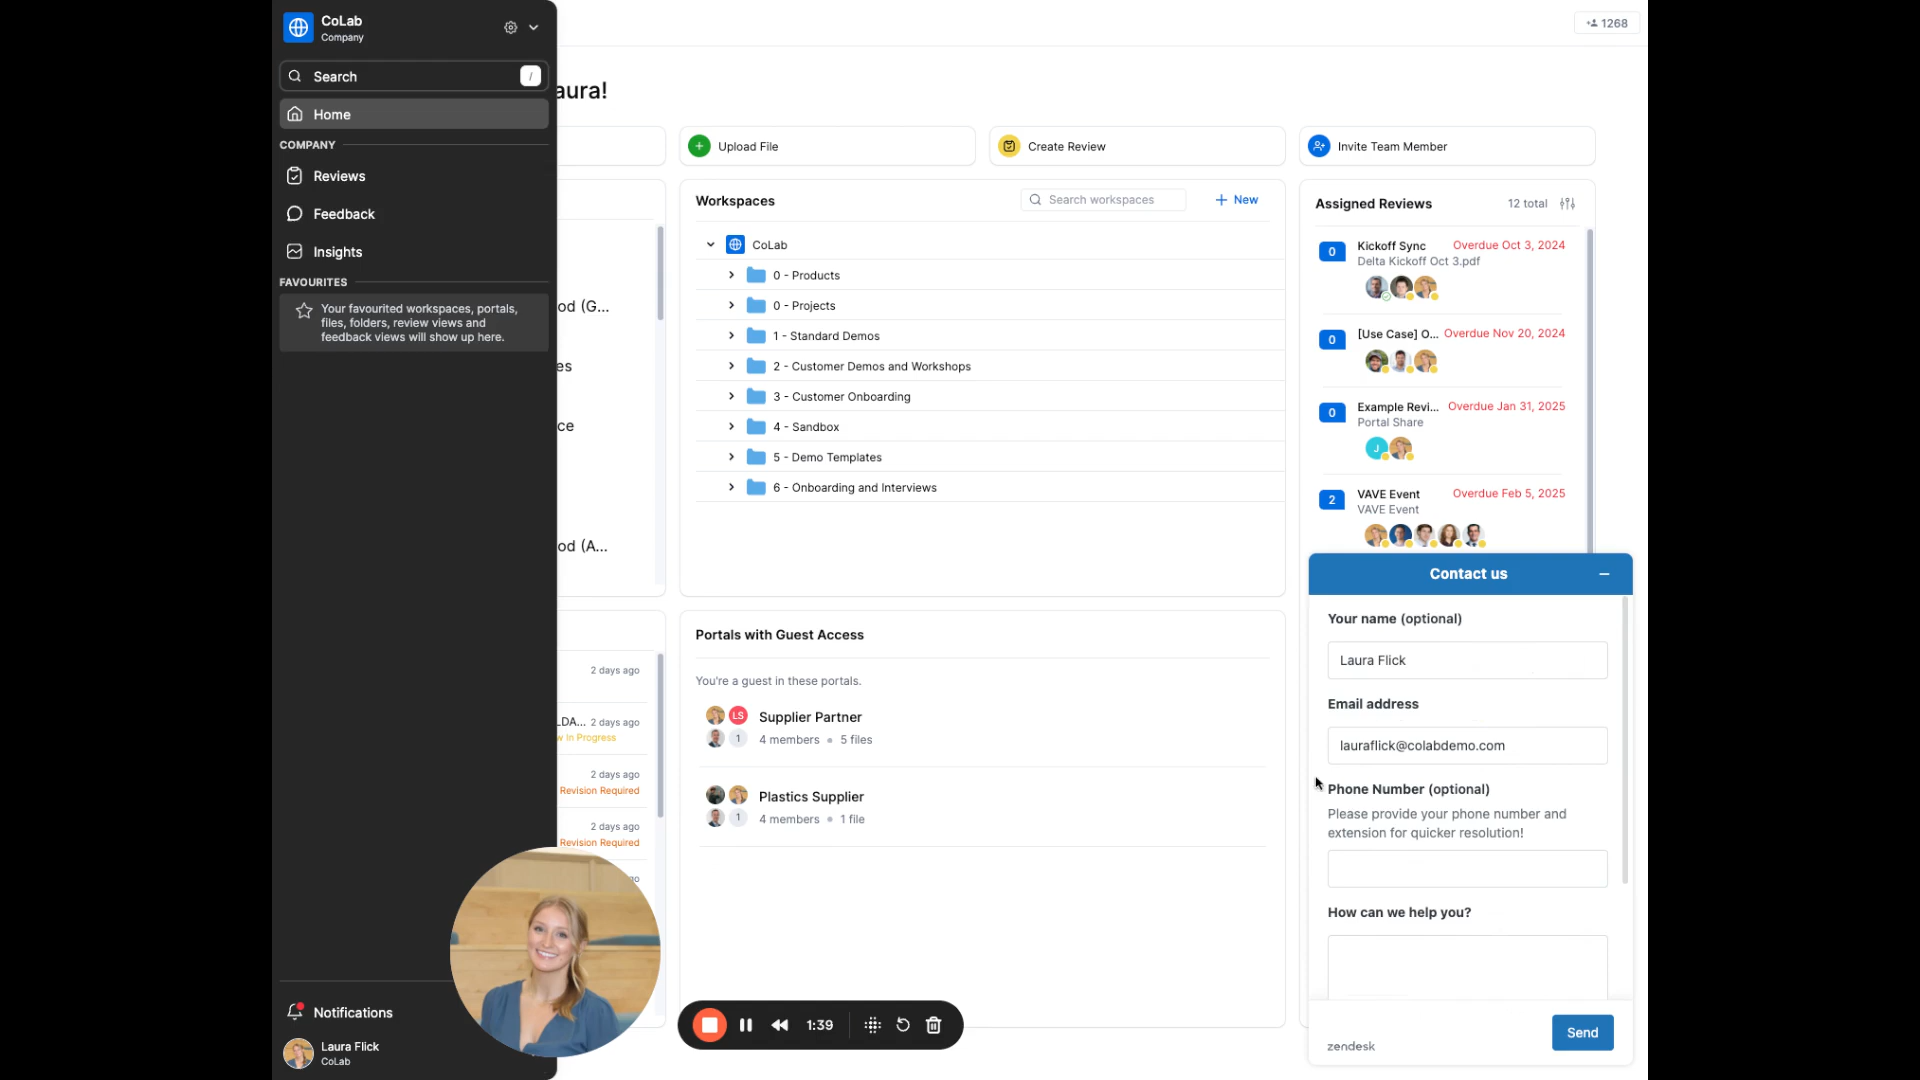 CoLab
Company
Search
/
Home
COMPANY
Reviews
Feedback
Insights
FAVOURITES
Your favourited workspaces, portals,
files, folders, review views and
feedback views will show up here.
Notifications
Laura Flick
CoLab
1268
aura!
Upload File
Create Review
Invite Team Member
od (G...
es
ce
od (A...
2 days ago
LDA... 2 days ago
w In Progress
2 days ago
Revision Required
2 days ago
Revision Required
go
Workspaces
Search workspaces
New
CoLab
0 - Products
0 - Projects
1 - Standard Demos
2 - Customer Demos and Workshops
3 - Customer Onboarding
4 - Sandbox
5 - Demo Templates
6 - Onboarding and Interviews
Portals with Guest Access
You're a guest in these portals.
LS
Supplier Partner
1
4 members • 5 files
Plastics Supplier
1
4 members • 1 file
1:39
Assigned Reviews
12 total
0
Kickoff Sync
Overdue Oct 3, 2024
Delta Kickoff Oct 3.pdf
0
[Use Case] O...
Overdue Nov 20, 2024
0
Example Revi...
Overdue Jan 31, 2025
Portal Share
J
2
VAVE Event
Overdue Feb 5, 2025
VAVE Event
Contact us
Your name (optional)
Laura Flick
Email address
lauraflick@colabdemo.com
Phone Number (optional)
Please provide your phone number and
extension for quicker resolution!
How can we help you?
zendesk
Send